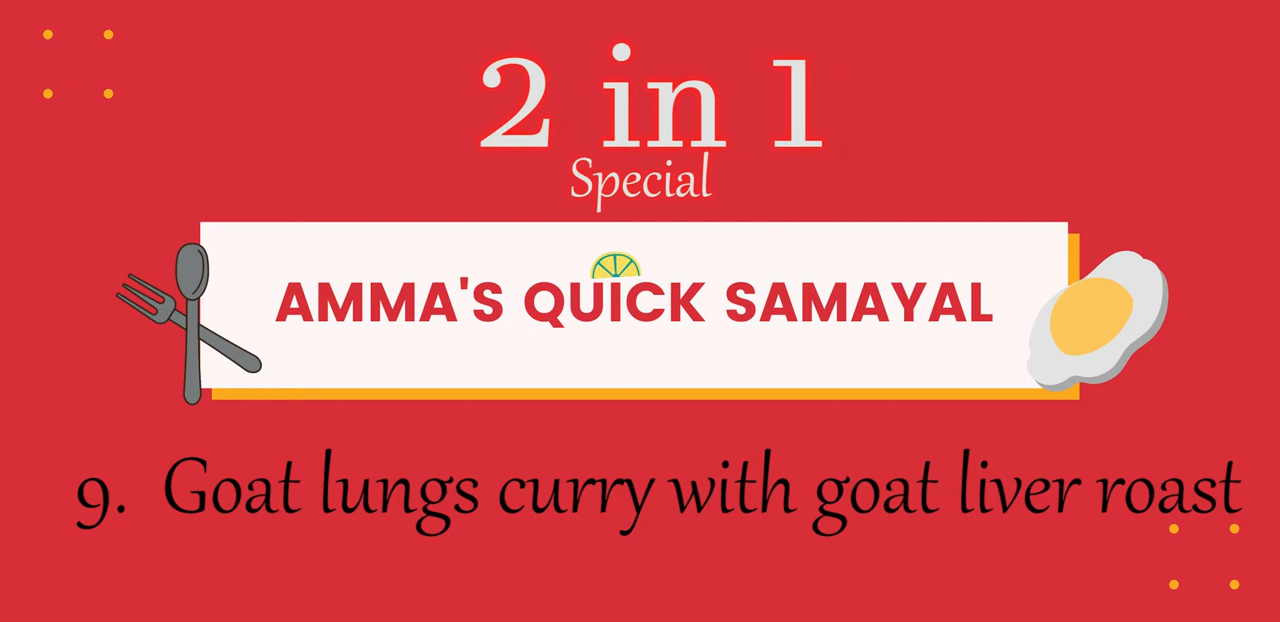 2 in 1
Special
AMMA'S QUICK SAMAYAL
9. Goat lungs curry with goat liver roast